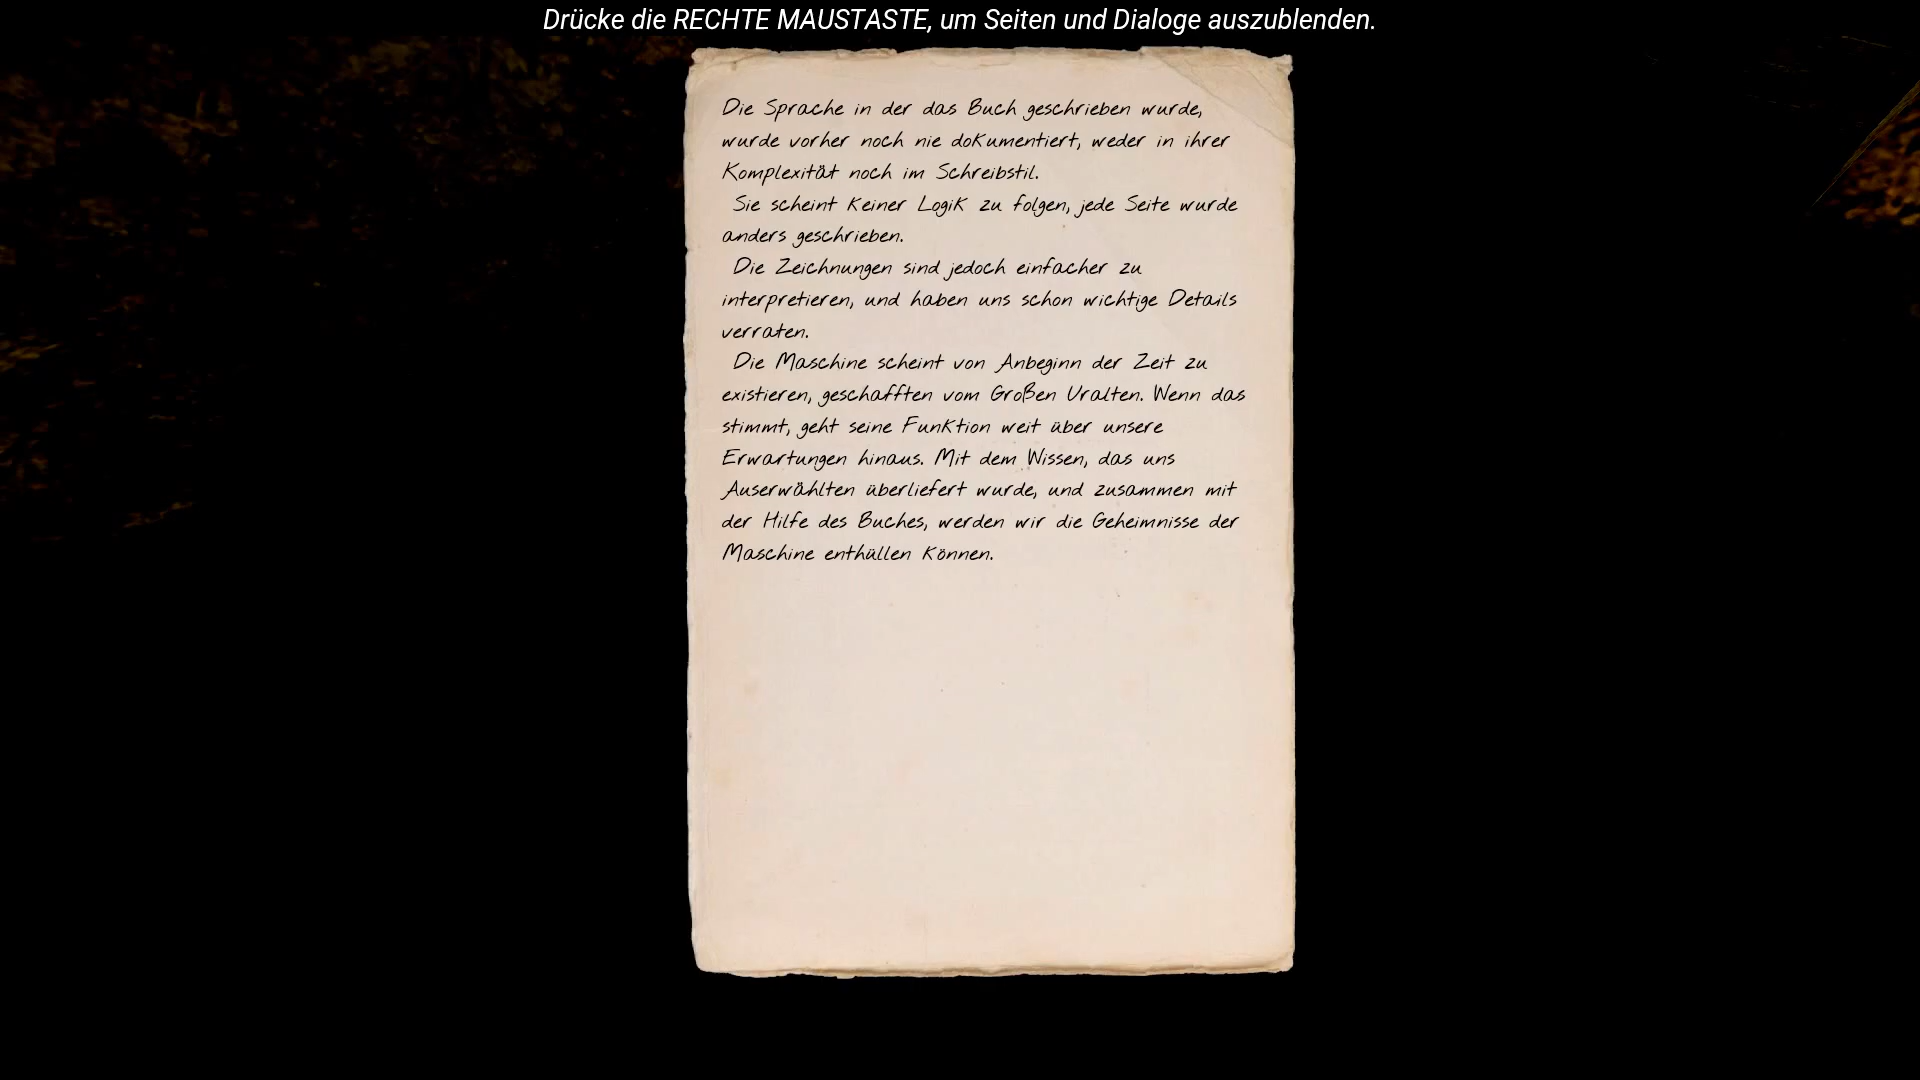 Drücke die RECHTE MAUSTASTE, um Seiten und Dialoge auszublenden.
Die Sprache in der das Buch geschrieben wurde,
wurde vorher noch nie dokumentiert, weder in ihrer
Komplexität noch im Schreibstil.
Sie scheint keiner Logik zu folgen, jede Seite wurde
anders geschrieben.
Die Zeichnungen sind jedoch einfacher zu
interpretieren, und haben uns schon wichtige Details
verraten.
Die Maschine scheint von Anbeginn der Zeit zu
existieren, geschafften vom Großen Uralten. Wenn das
stimmt, geht seine Funktion weit über unsere
Erwartungen hinaus. Mit dem Wissen, das uns
Auserwählten überliefert wurde, und zusammen mit
der Hilfe des Buches, werden wir die Geheimnisse der
Maschine enthüllen können.